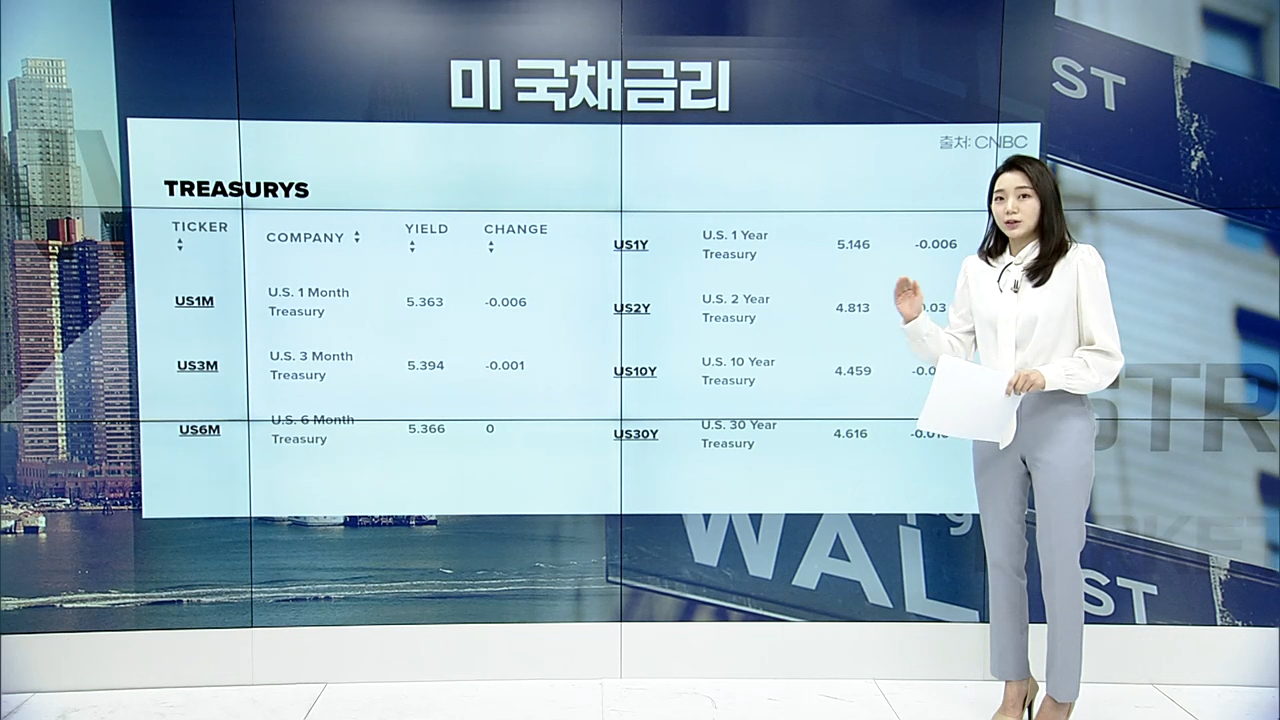 미 국채금리
ST
출처: CNBC
TREASURYS
TICKER COMPANY YIELD CHANGE
US1M U.S. 1 Month Treasury 5.363 -0.006
US3M U.S. 3 Month Treasury 5.394 -0.001
US6M U.S. 6 Month Treasury 5.366 0
US1Y U.S. 1 Year Treasury 5.146 -0.006
US2Y U.S. 2 Year Treasury 4.813
US10Y U.S. 10 Year Treasury 4.459
US30Y U.S. 30 Year Treasury 4.616
STR
WALL
ST